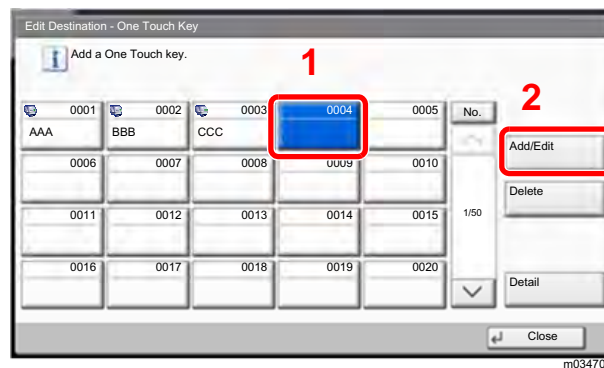 Edit Destination - One Touch Key
Add a One Touch key.
1
2
0001 0002 0003 0004 0005 No.
AAA BBB CCC
Add/Edit
0006 0007 0008 0009 0010
Delete
0011 0012 0013 0014 0015 1/50
0016 0017 0018 0019 0020
Detail
Close
m03470